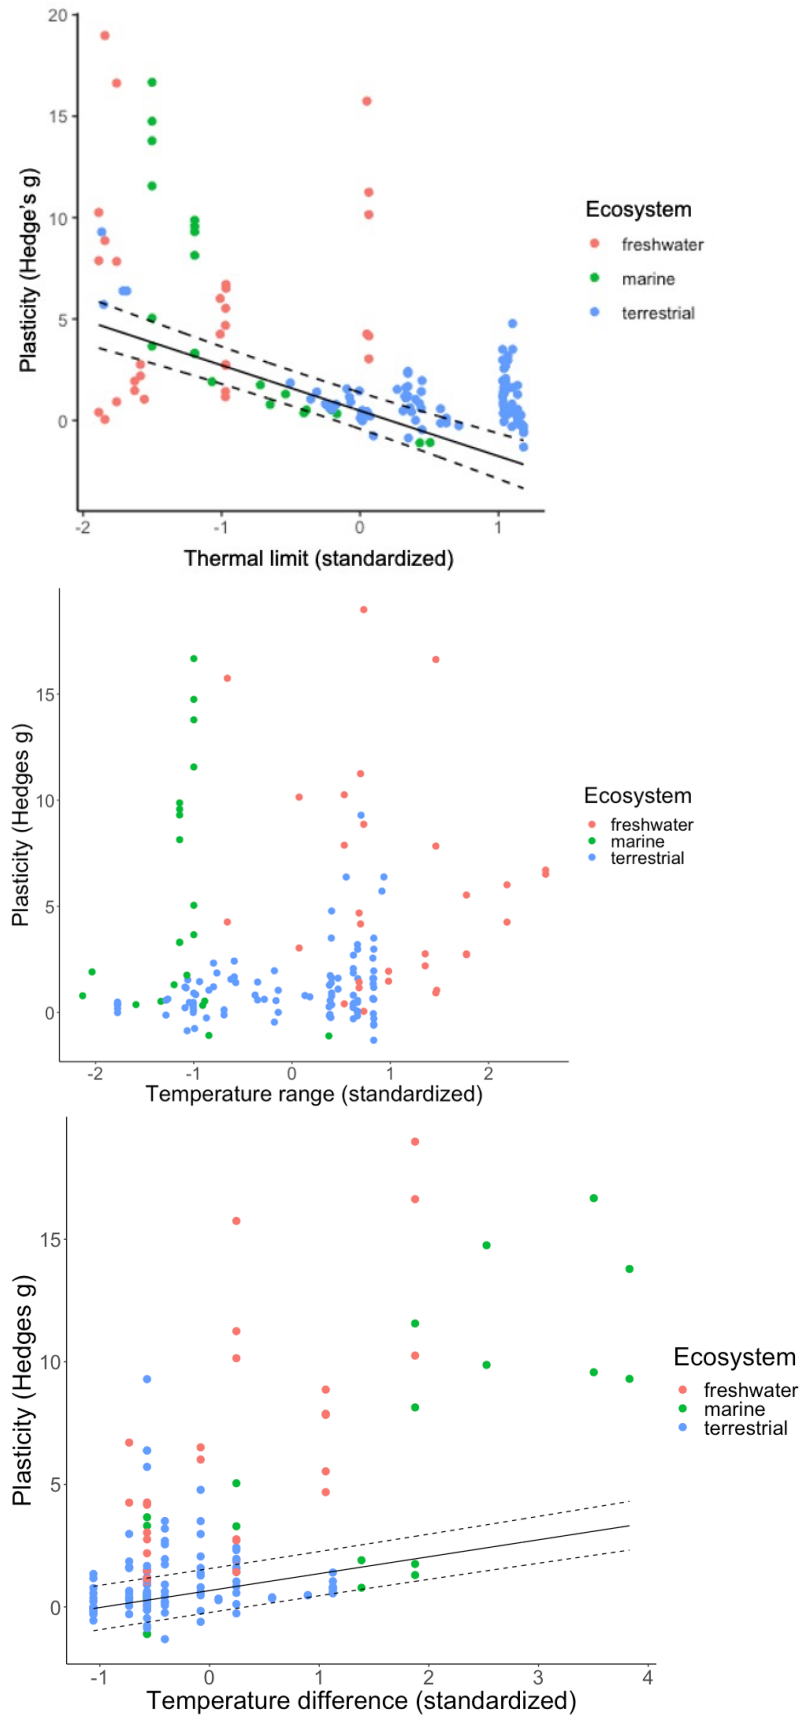 20
15
10
5
0
Plasticity (Hedge's g)
-2 -1 0 1
Thermal limit (standardized)
Ecosystem
freshwater
marine
terrestrial
15
10
5
0
Plasticity (Hedges g)
-2 -1 0 1 2
Temperature range (standardized)
Ecosystem
freshwater
marine
terrestrial
15
10
5
0
Plasticity (Hedges g)
-1 0 1 2 3 4
Temperature difference (standardized)
Ecosystem
freshwater
marine
terrestrial